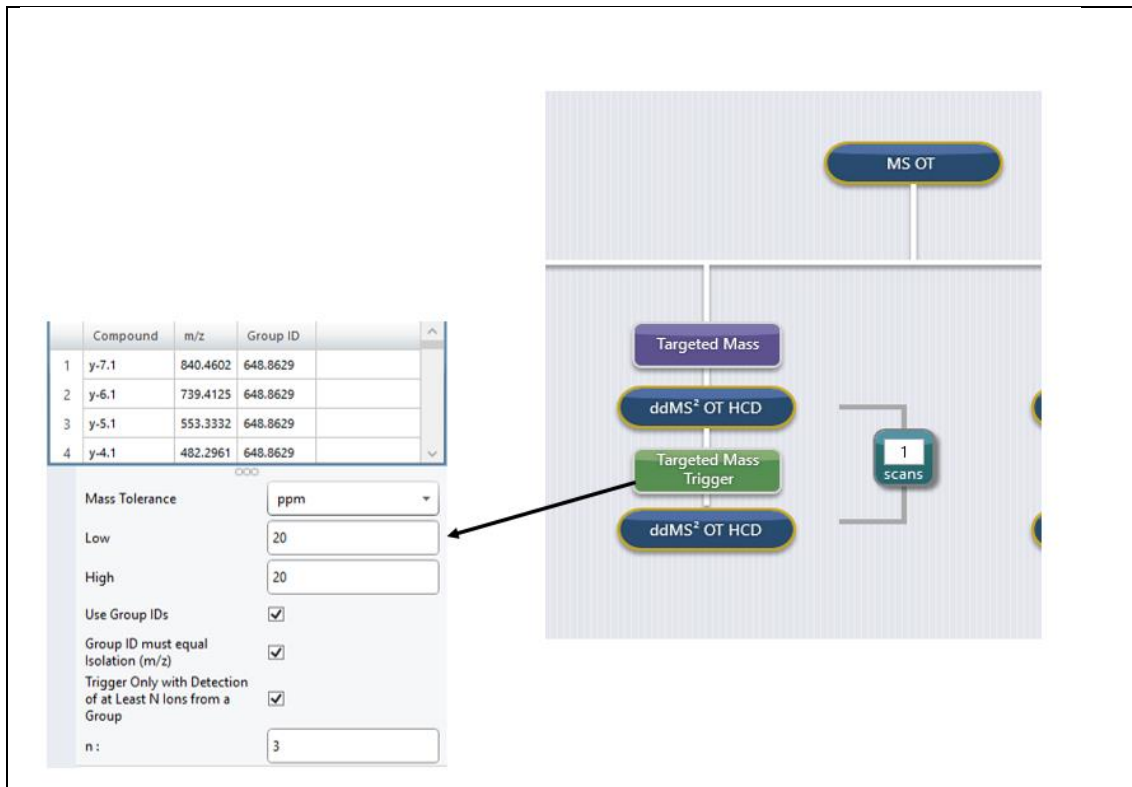 MS OT
Targeted Mass
ddMS² OT HCD
Targeted Mass
Trigger
ddMS² OT HCD
1
scans
Compound m/z Group ID
1 y-7.1 840.4602 648.8629
2 y-6.1 739.4125 648.8629
3 y-5.1 553.3332 648.8629
4 y-4.1 482.2961 648.8629
Mass Tolerance ppm
Low 20
High 20
Use Group IDs
Group ID must equal
Isolation (m/z)
Trigger Only with Detection
of at Least N Ions from a
Group
n : 3